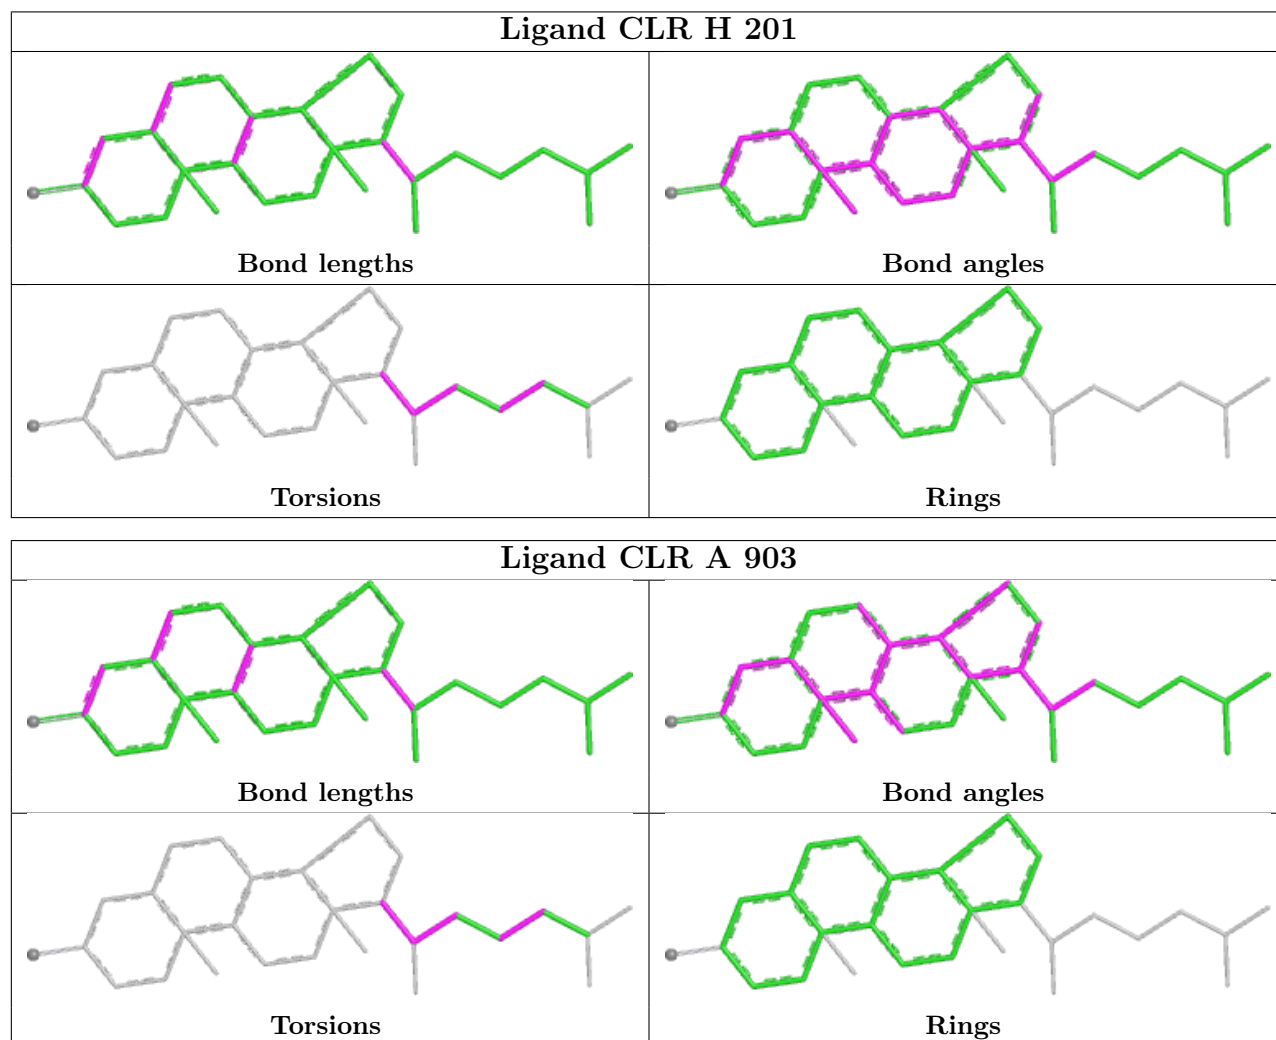 Ligand CLR H 201
Bond lengths
Bond angles
Torsions
Rings
Ligand CLR A 903
Bond lengths
Bond angles
Torsions
Rings